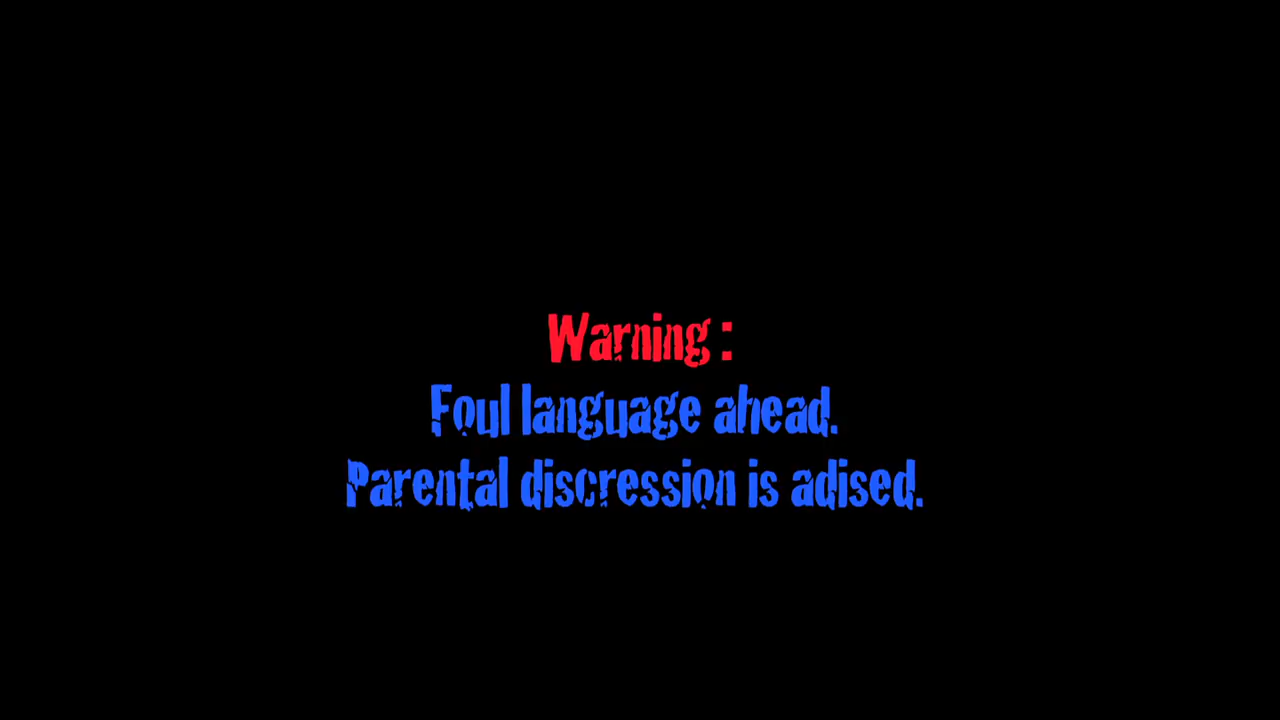 Warning :
Foul language ahead.
Parental discression is adised.